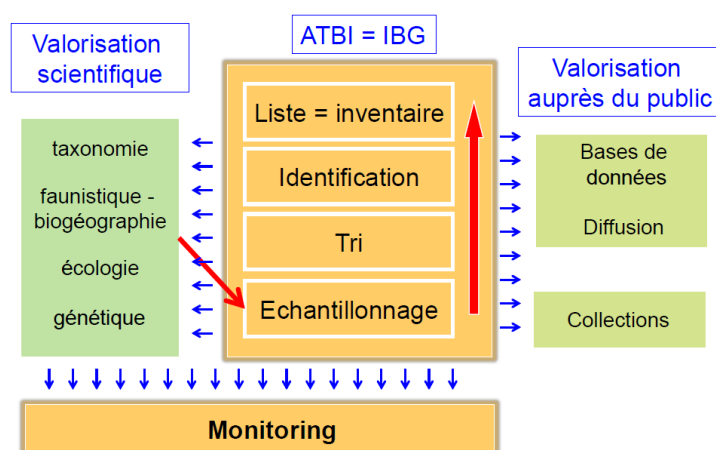 Valorisation
scientifique
ATBI = IBG
Valorisation
auprès du public
taxonomie
faunistique -
biogéographie
écologie
génétique
Liste = inventaire
Identification
Tri
Echantillonnage
Bases de
données
Diffusion
Collections
Monitoring